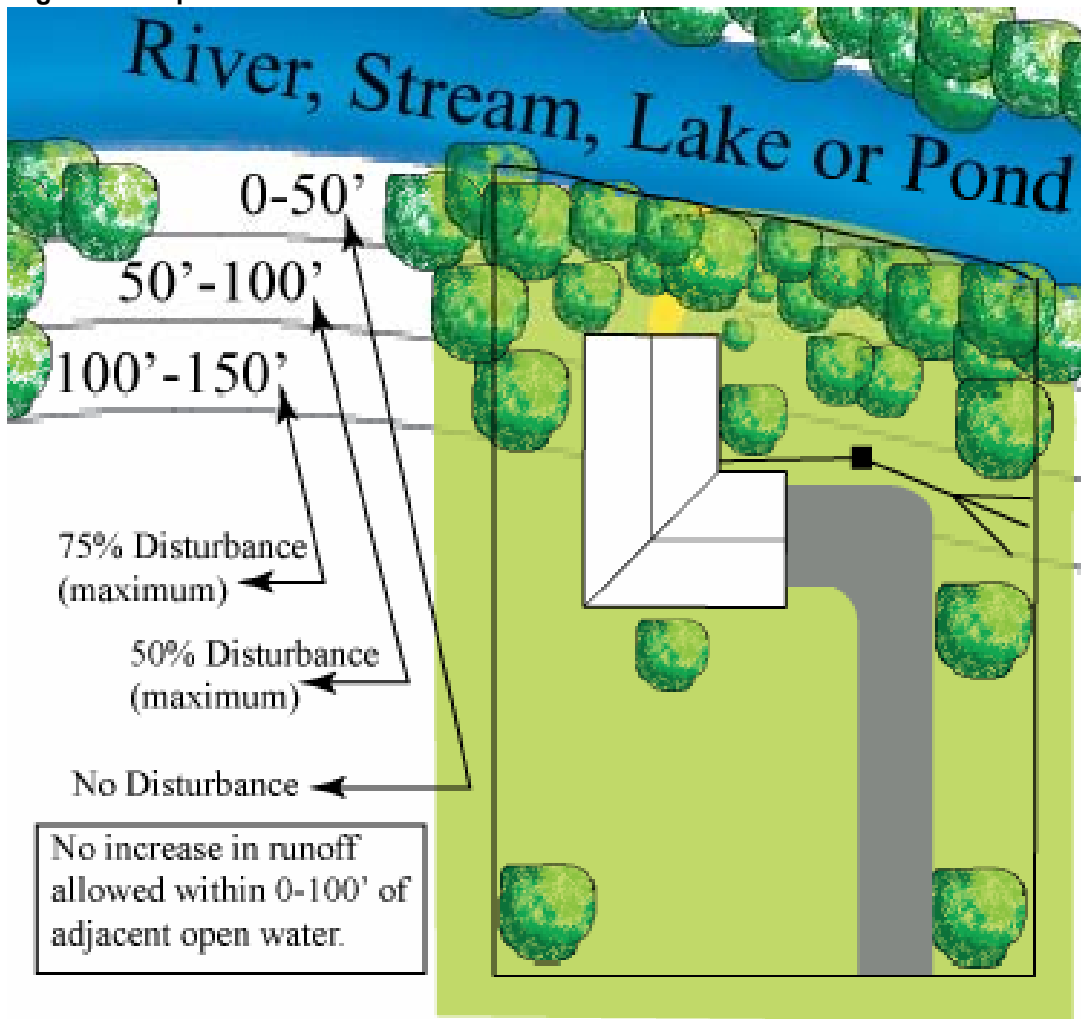 River, Stream, Lake or Pond
0-50’
50’-100’
100’-150’
75% Disturbance
(maximum)
50% Disturbance
(maximum)
No Disturbance
No increase in runoff
allowed within 0-100’ of
adjacent open water.